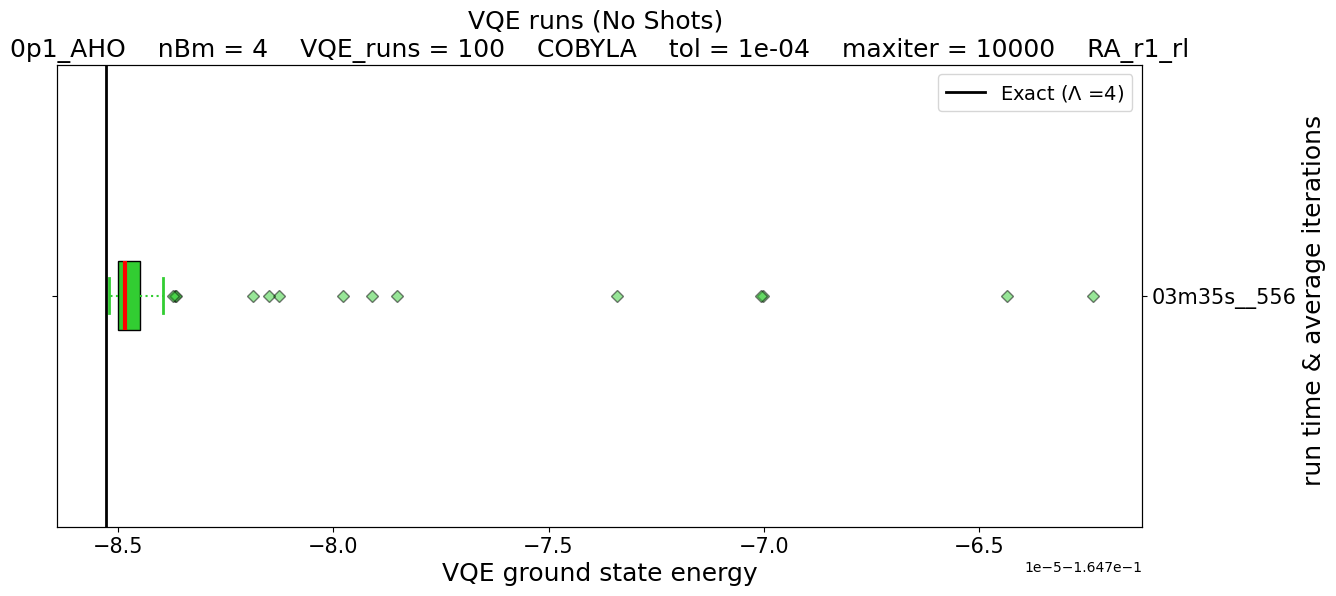 VQE runs (No Shots)
0p1_AHO nBm = 4 VQE_runs = 100 COBYLA tol = 1e-04 maxiter = 10000 RA_r1_rl
Exact (Λ =4)
03m35s__556
run time & average iterations
−8.5 −8.0 −7.5 −7.0 −6.5
1e−5−1.647e−1
VQE ground state energy